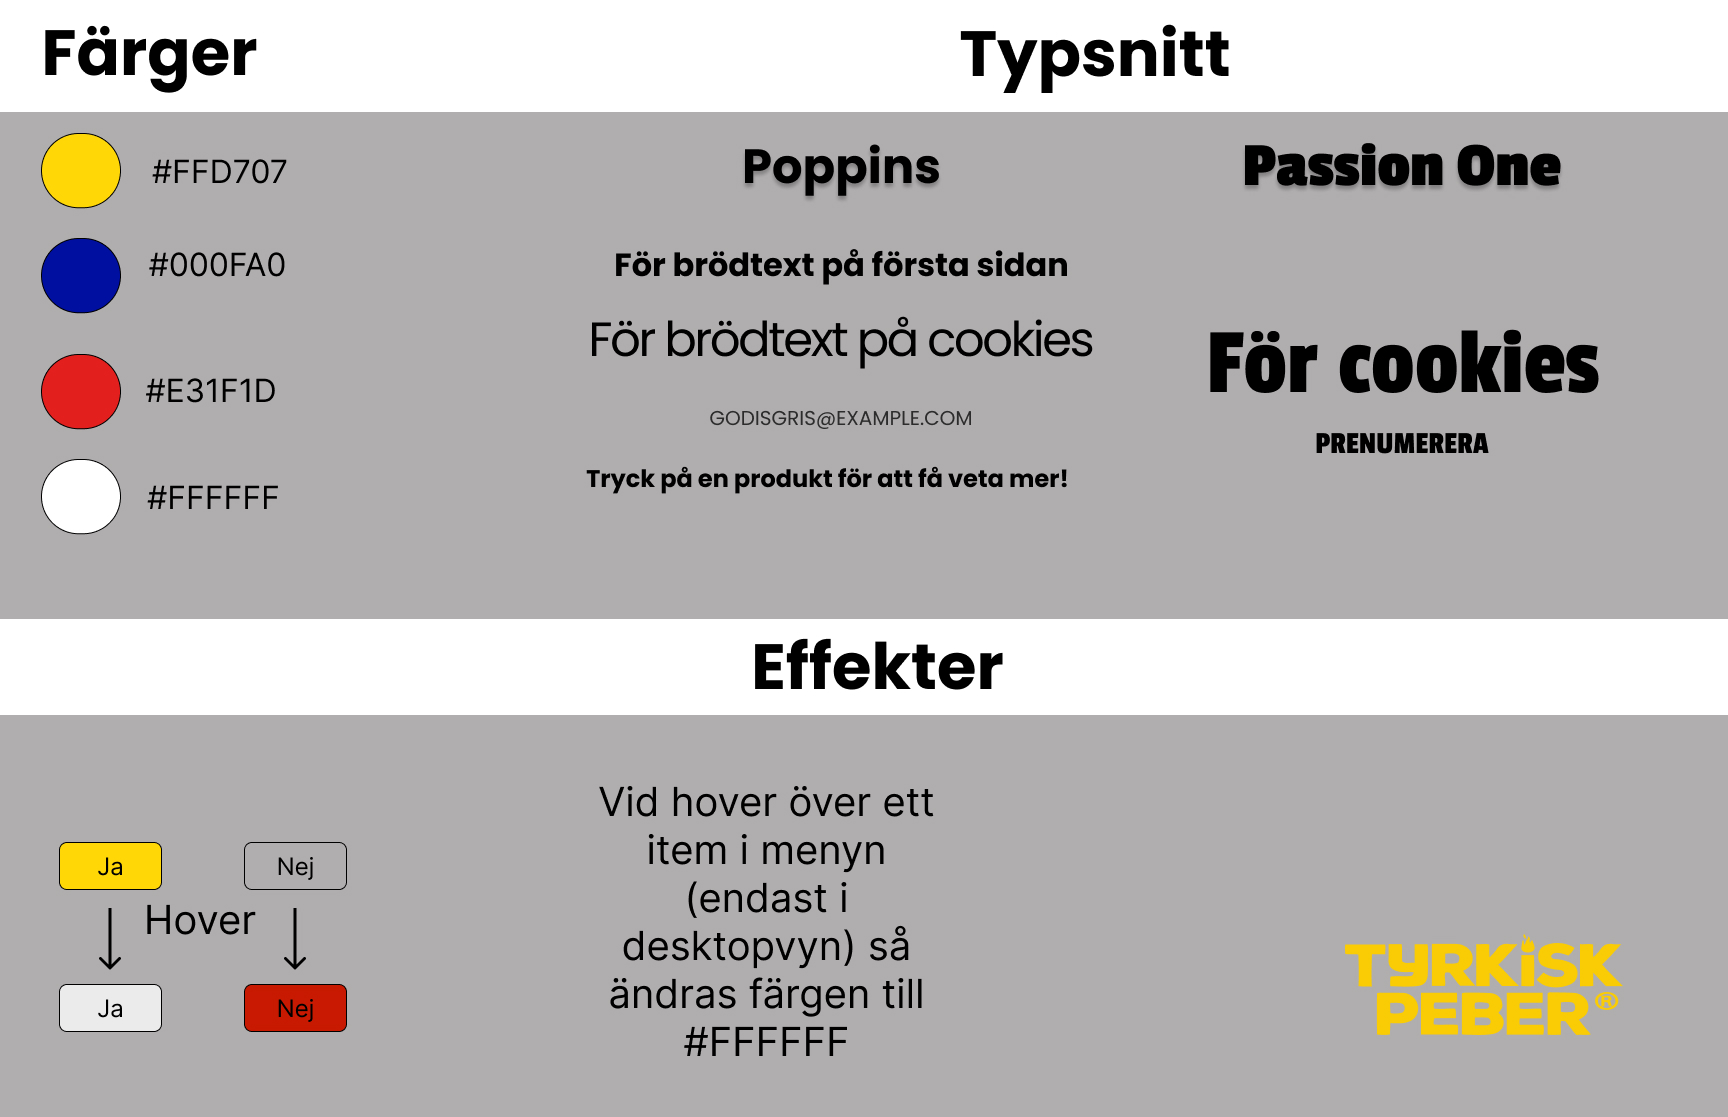 Färger
Typsnitt
#FFD707
#000FA0
#E31F1D
#FFFFFF
Poppins
För brödtext på första sidan
För brödtext på cookies
GODISGRIS@EXAMPLE.COM
Tryck på en produkt för att få veta mer!
Passion One
För cookies
PRENUMERERA
Effekter
Ja
Nej
Hover
Ja
Nej
Vid hover över ett
item i menyn
(endast i
desktopvyn) så
ändras färgen till
#FFFFFF
TYRKISK
PEBER®